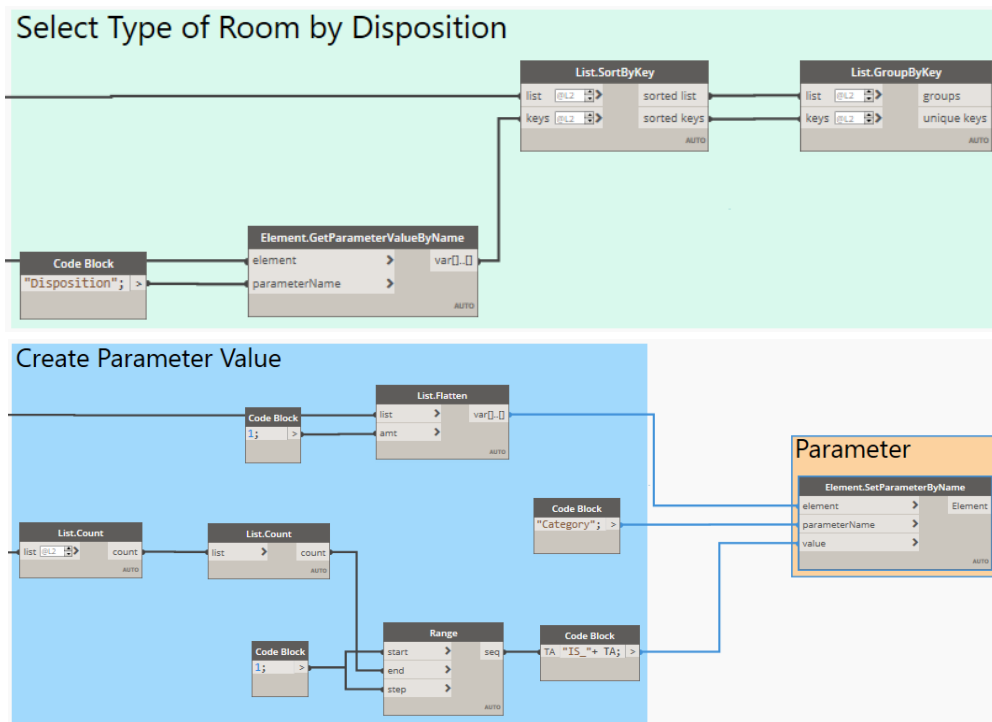 Select Type of Room by Disposition
List.SortByKey
list @L2 > sorted list
keys @L2 > sorted keys
AUTO
List.GroupByKey
list @L2 > groups
keys @L2 > unique keys
AUTO
Code Block
"Disposition"; >
Element.GetParameterValueByName
element > var[]..[]
parameterName >
AUTO
Create Parameter Value
Code Block
1; >
List.Flatten
list > var[]..[]
amt >
AUTO
List.Count
list @L2 > count
AUTO
List.Count
list > count
AUTO
Code Block
"Category"; >
Parameter
Element.SetParameterByName
element > Element
parameterName >
value >
AUTO
Code Block
1; >
Range
start > seq
end >
step >
AUTO
Code Block
TA "IS_"+ TA; >